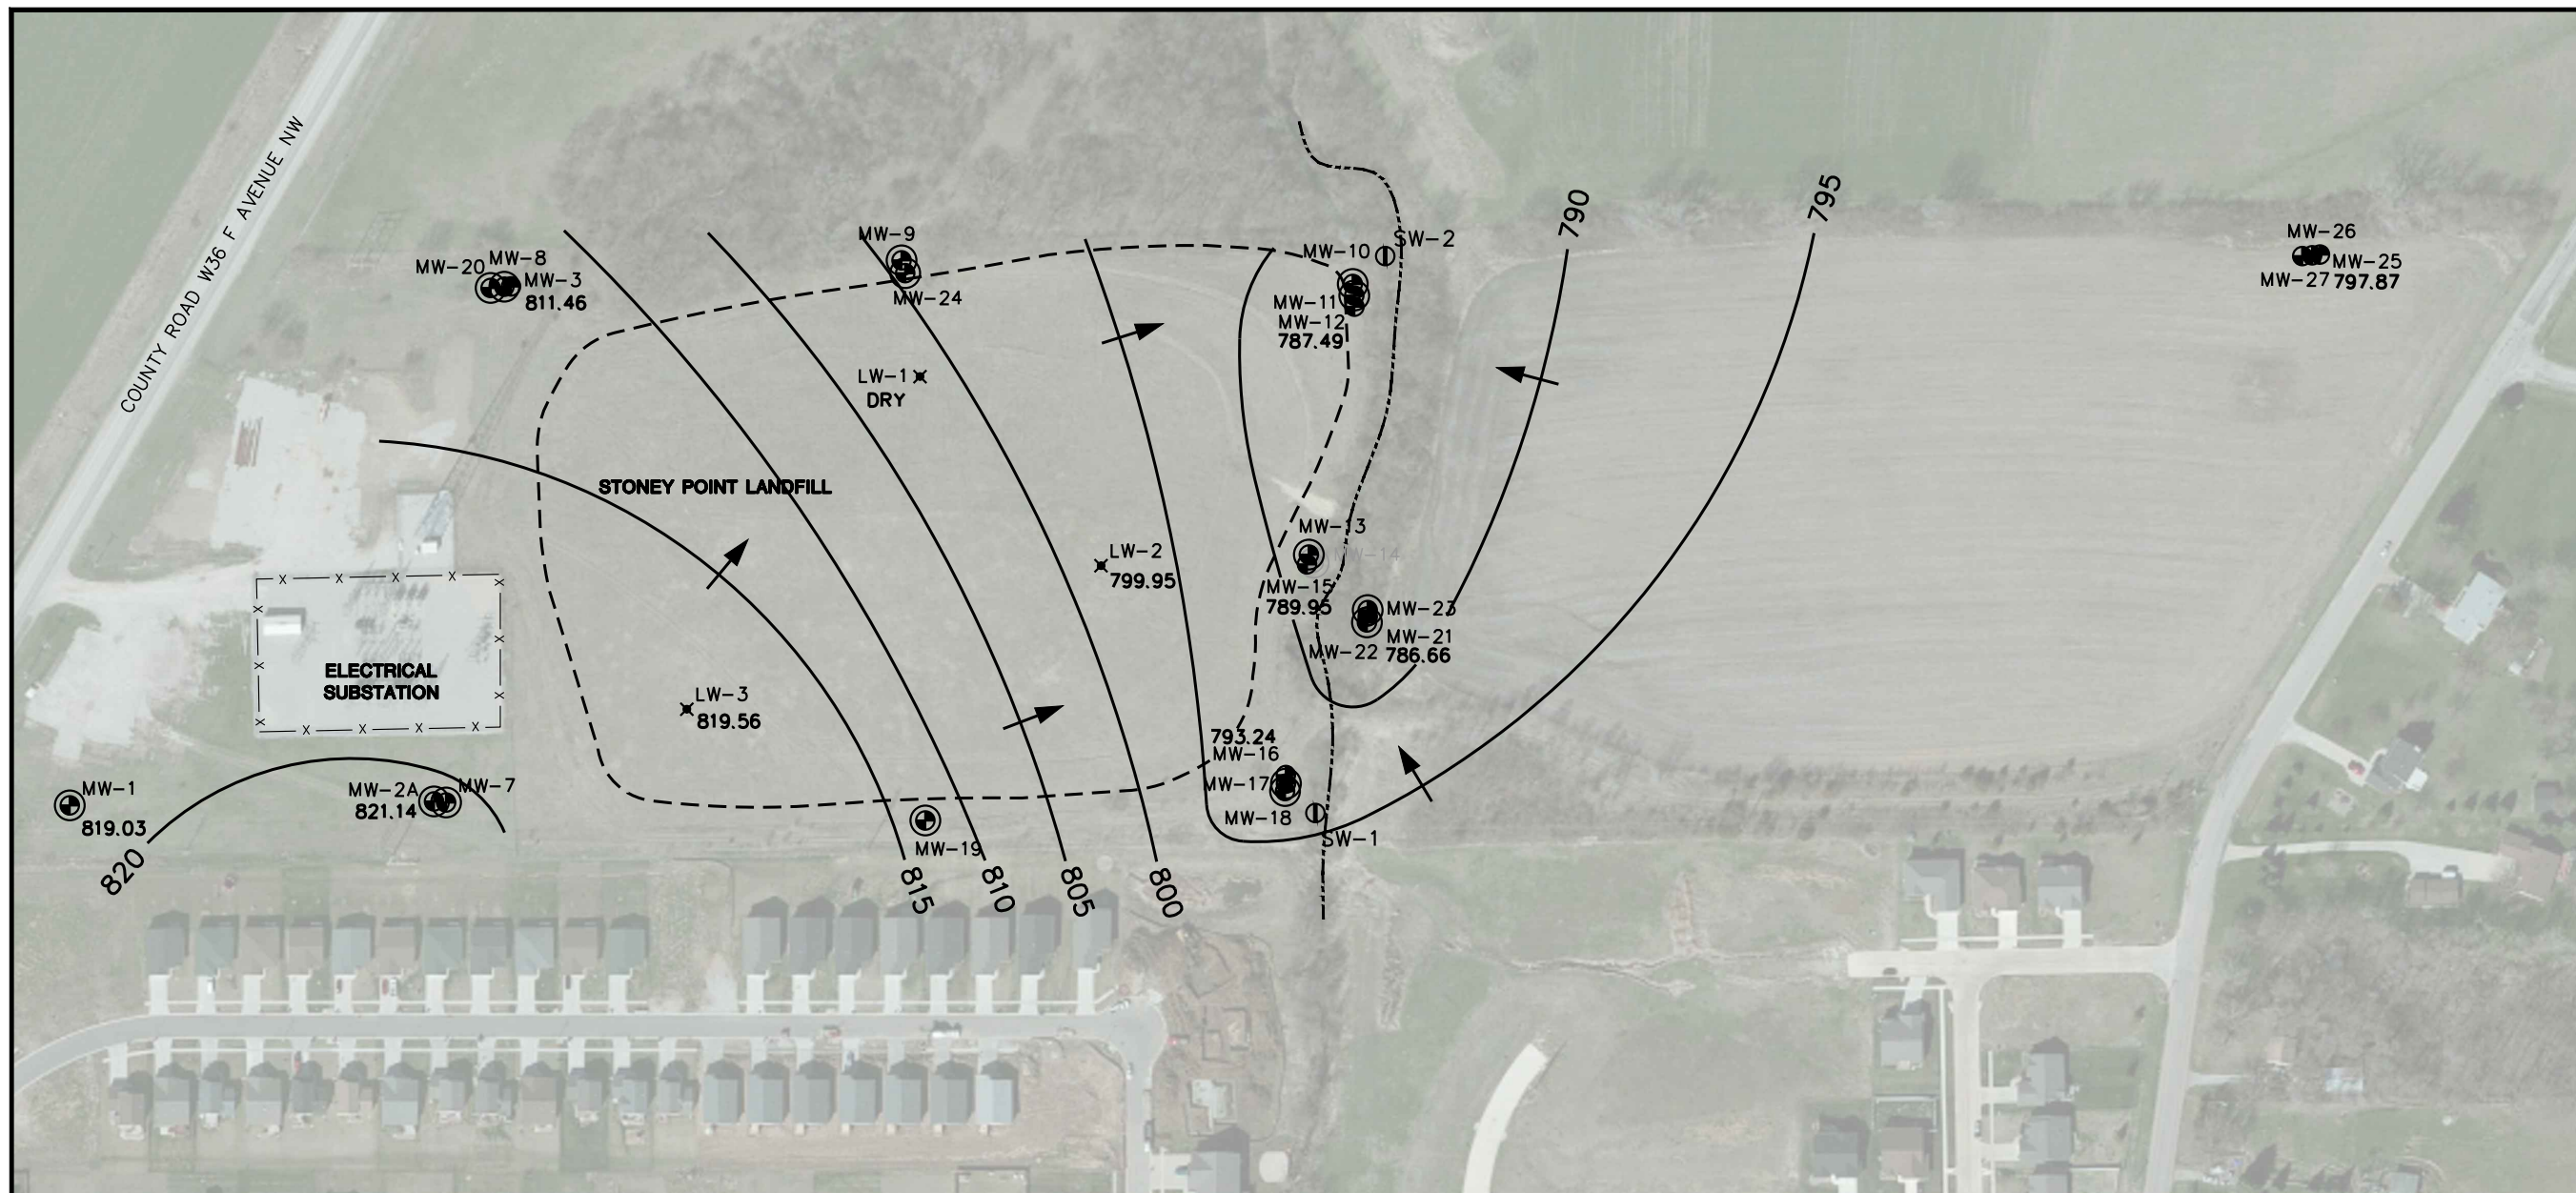 COUNTY ROAD W36 F AVENUE NW
790
795
MW-9
SW-2
MW-10
MW-26
MW-20
MW-8
MW-3
811.46
MW-24
MW-11
MW-12
787.49
MW-25
MW-27 797.87
LW-1
DRY
STONEY POINT LANDFILL
MW-13
MW-14
LW-2
799.95
MW-15
789.95
MW-23
MW-21
MW-22 786.66
ELECTRICAL
SUBSTATION
LW-3
819.56
793.24
MW-16
MW-17
MW-18
SW-1
MW-1
819.03
MW-2A
821.14
MW-7
MW-19
820
815
810
805
800